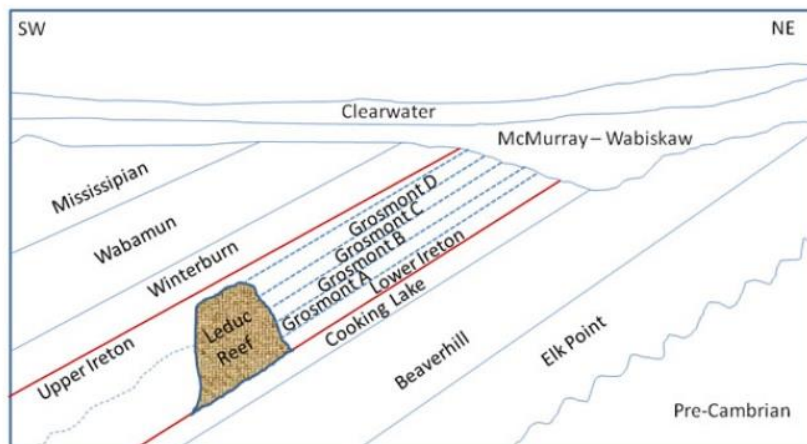 SW
NE
Clearwater
McMurray – Wabiskaw
Mississipian
Wabamun
Winterburn
Upper Ireton
Leduc
Reef
Grosmont D
Grosmont C
Grosmont B
Grosmont A
Lower Ireton
Cooking Lake
Beaverhill
Elk Point
Pre-Cambrian